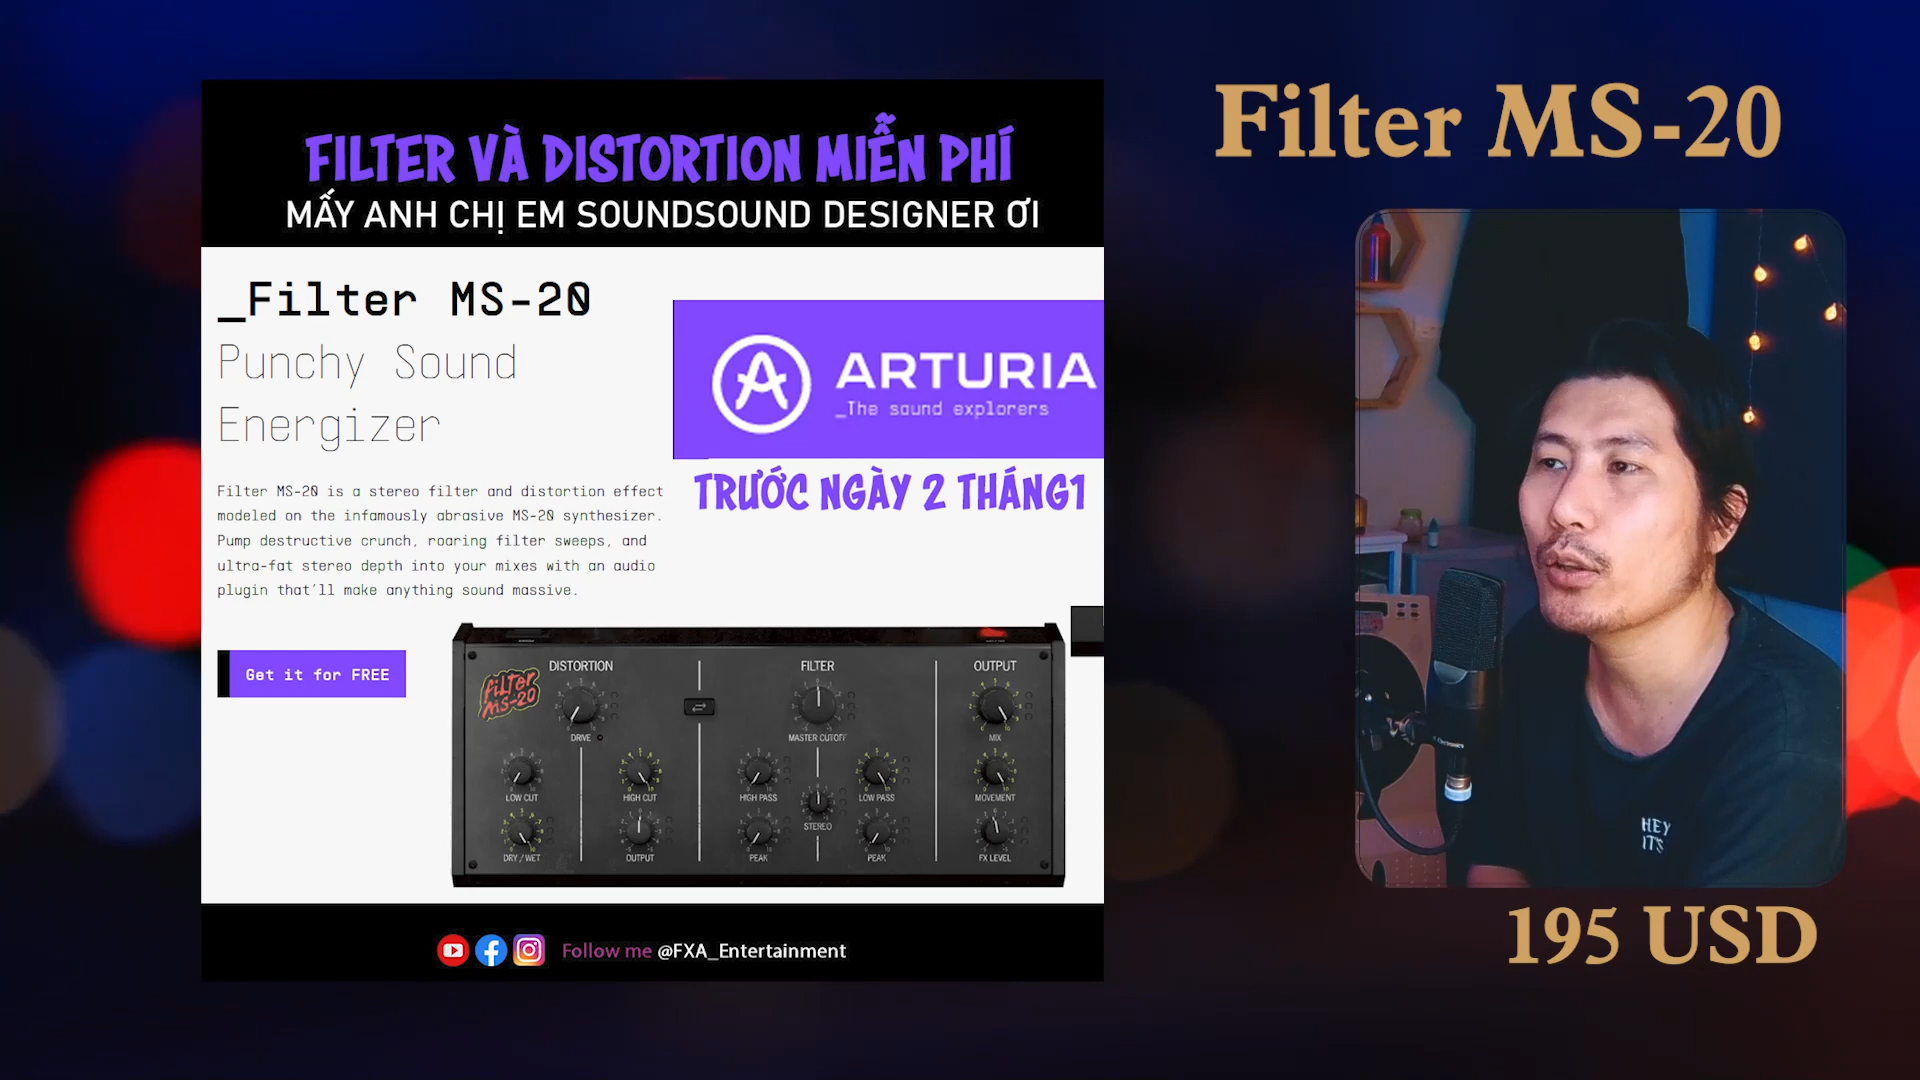 Filter MS-20
FILTER VÀ DISTORTION MIỄN PHÍ
MẤY ANH CHỊ EM SOUNDSOUND DESIGNER ƠI
_Filter MS-20
Punchy Sound
Energizer
Filter MS-20 is a stereo filter and distortion effect
modeled on the infamously abrasive MS-20 synthesizer.
Pump destructive crunch, roaring filter sweeps, and
ultra-fat stereo depth into your mixes with an audio
plugin that'll make anything sound massive.
Get it for FREE
ARTURIA
_The sound explorers
TRƯỚC NGÀY 2 THÁNG1
FILTER MS-20
DISTORTION
FILTER
OUTPUT
DRIVE
MASTER CUTOFF
MIX
LOW CUT
HIGH CUT
HIGH PASS
LOW PASS
MOVEMENT
STEREO
DRY / WET
OUTPUT
PEAK
PEAK
FX LEVEL
HEY
IT'S
195 USD
Follow me @FXA_Entertainment